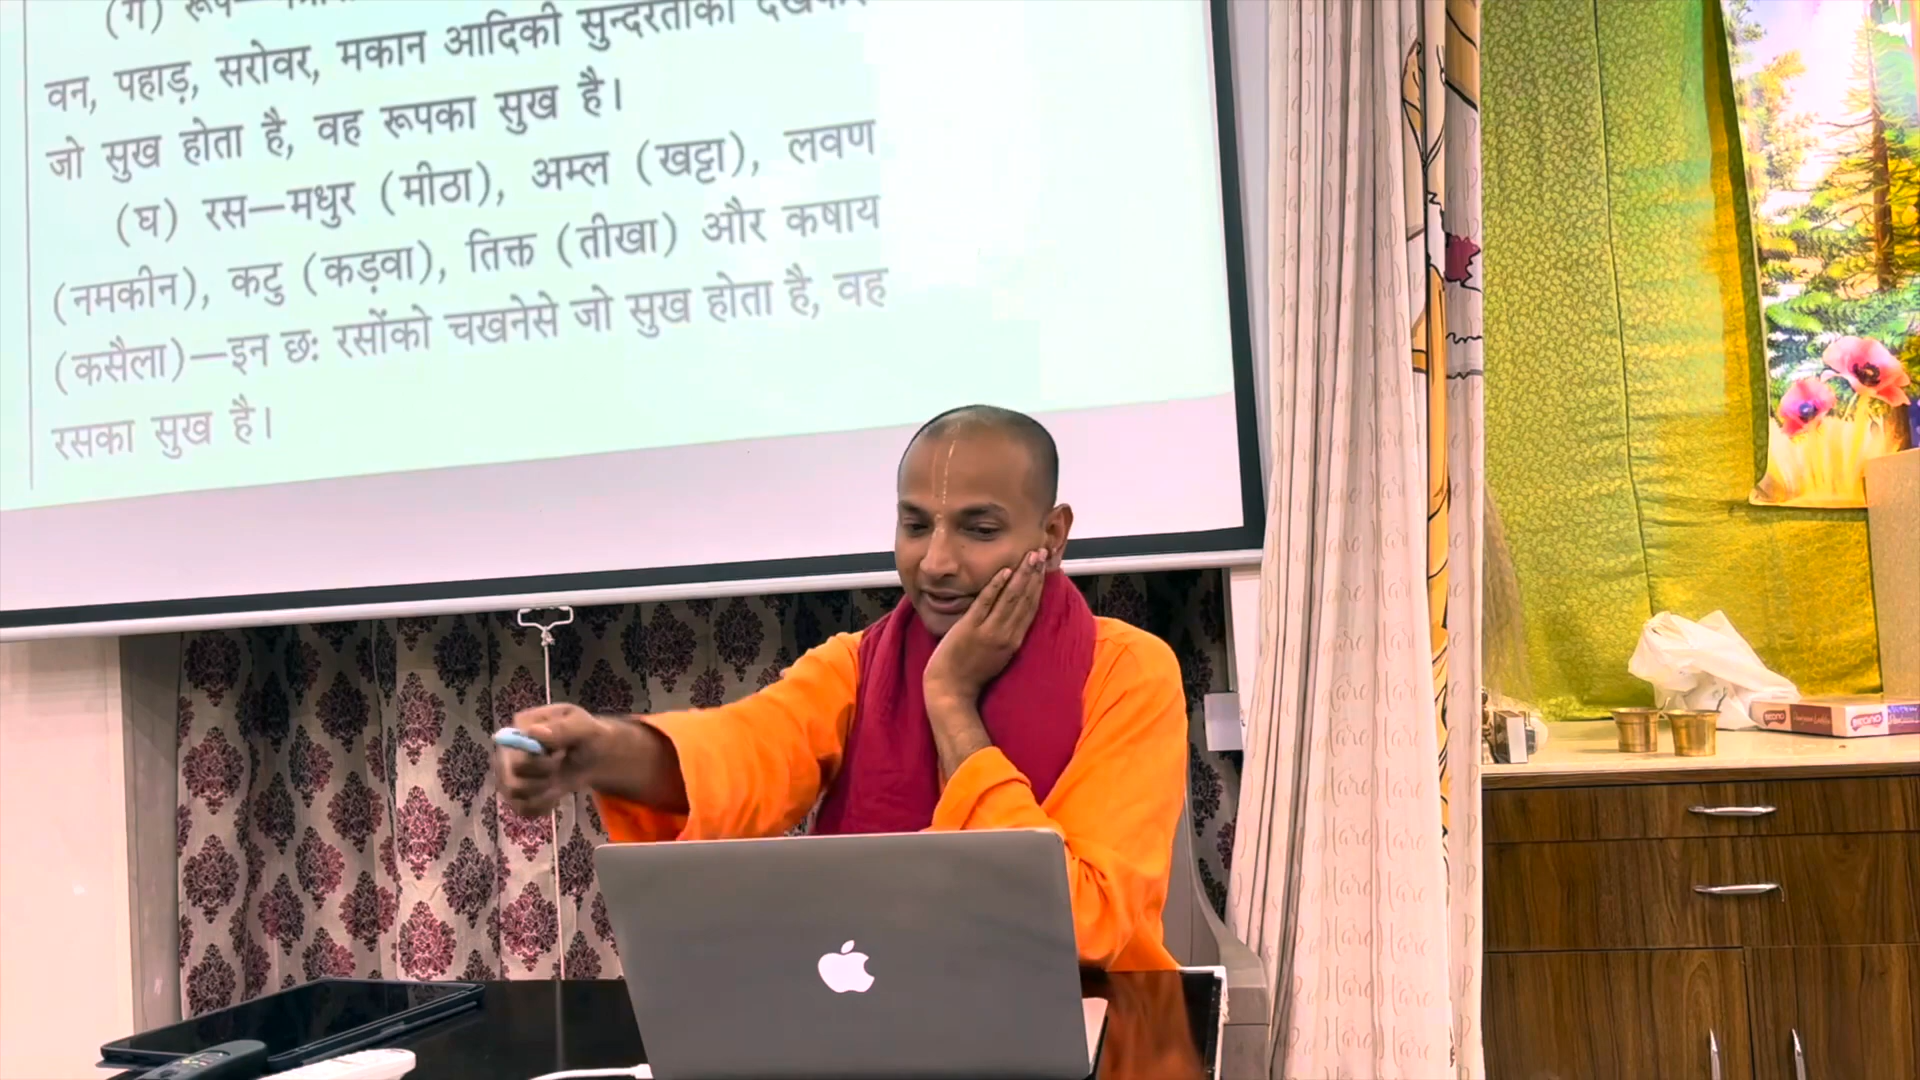 (ग) रूप—
वन, पहाड़, सरोवर, मकान आदिकी सुन्दरताको
जो सुख होता है, वह रूपका सुख है।
(घ) रस—मधुर (मीठा), अम्ल (खट्टा), लवण
(नमकीन), कटु (कड़वा), तिक्त (तीखा) और कषाय
(कसैला)—इन छः रसोंको चखनेसे जो सुख होता है, वह
रसका सुख है।